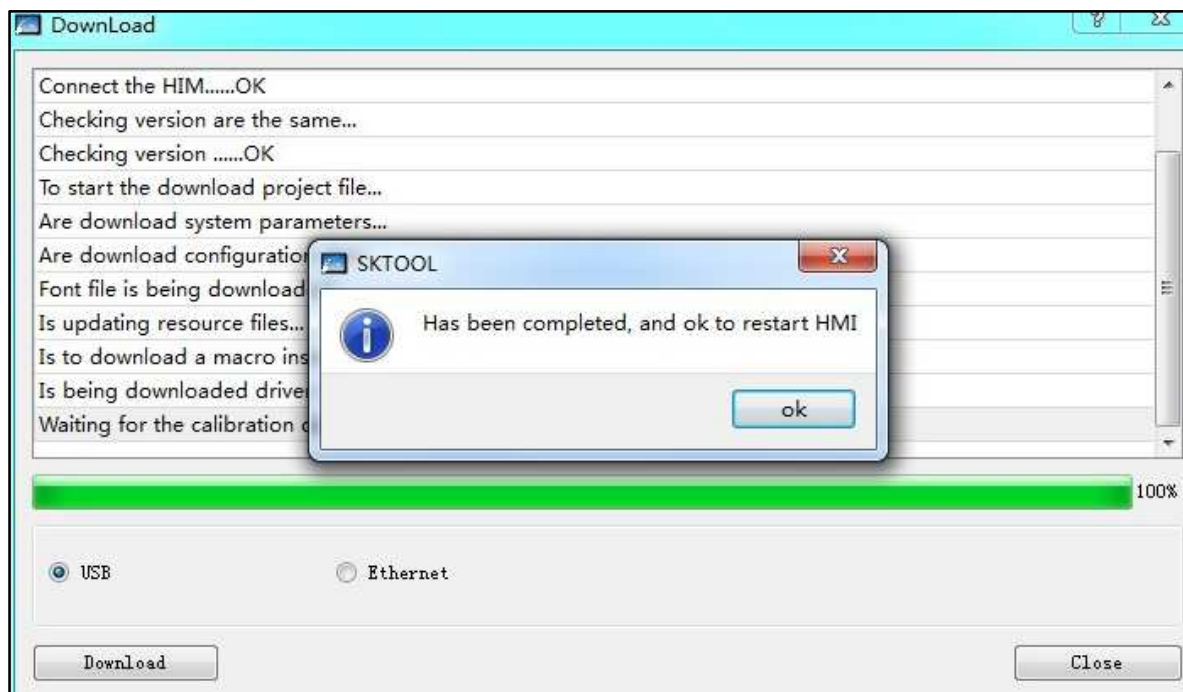 DownLoad
Connect the HIM......OK
Checking version are the same...
Checking version ......OK
To start the download project file...
Are download system parameters...
Are download configuration
Font file is being download
Is updating resource files...
Is to download a macro ins
Is being downloaded driver
Waiting for the calibration
SKTOOL
Has been completed, and ok to restart HMI
ok
100%
USB
Ethernet
Download
Close